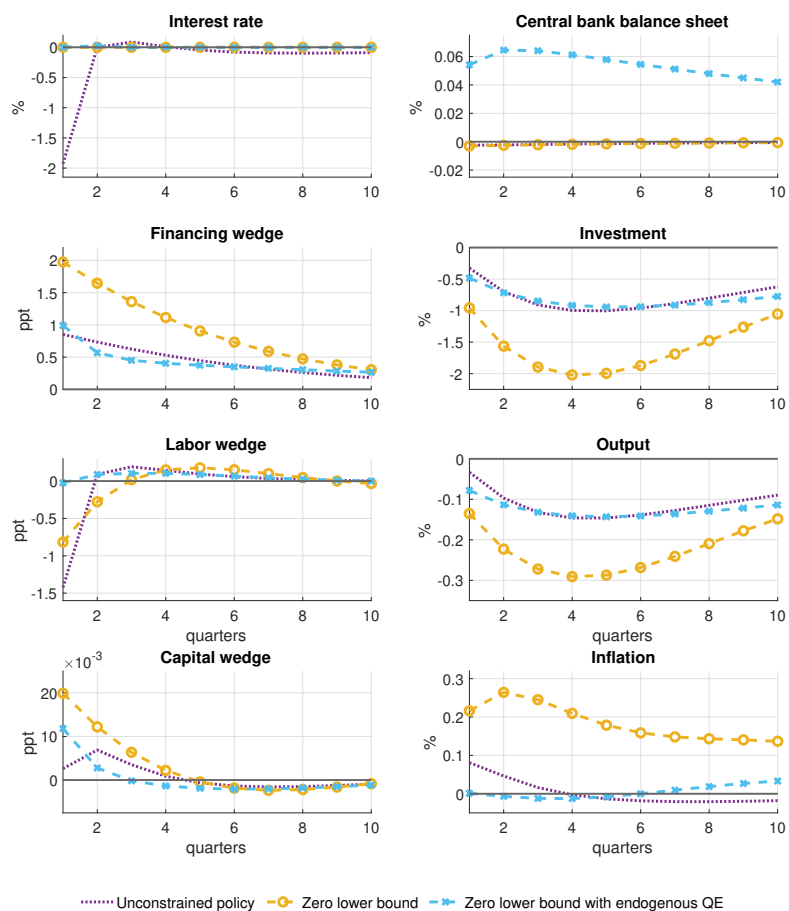 Interest rate
0
-0.5
-1
-1.5
-2
%
2 4 6 8 10
Central bank balance sheet
0.06
0.04
0.02
0
-0.02
%
2 4 6 8 10
Financing wedge
2
1.5
1
0.5
0
ppt
2 4 6 8 10
Investment
0
-0.5
-1
-1.5
-2
%
2 4 6 8 10
Labor wedge
0
-0.5
-1
-1.5
ppt
2 4 6 8 10
quarters
Output
0
-0.1
-0.2
-0.3
%
2 4 6 8 10
quarters
Capital wedge
×10⁻³
20
10
0
ppt
2 4 6 8 10
quarters
Inflation
0.3
0.2
0.1
0
%
2 4 6 8 10
quarters
Unconstrained policy Zero lower bound Zero lower bound with endogenous QE